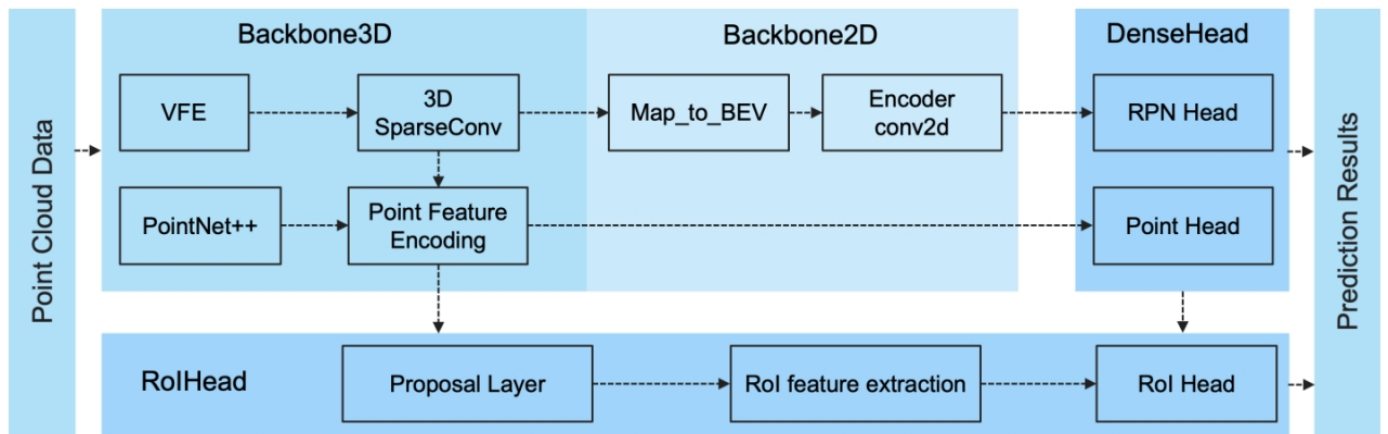 Point Cloud Data
Backbone3D
Backbone2D
DenseHead
VFE
3D
SparseConv
Map_to_BEV
Encoder
conv2d
RPN Head
PointNet++
Point Feature
Encoding
Point Head
RoIHead
Proposal Layer
RoI feature extraction
RoI Head
Prediction Results